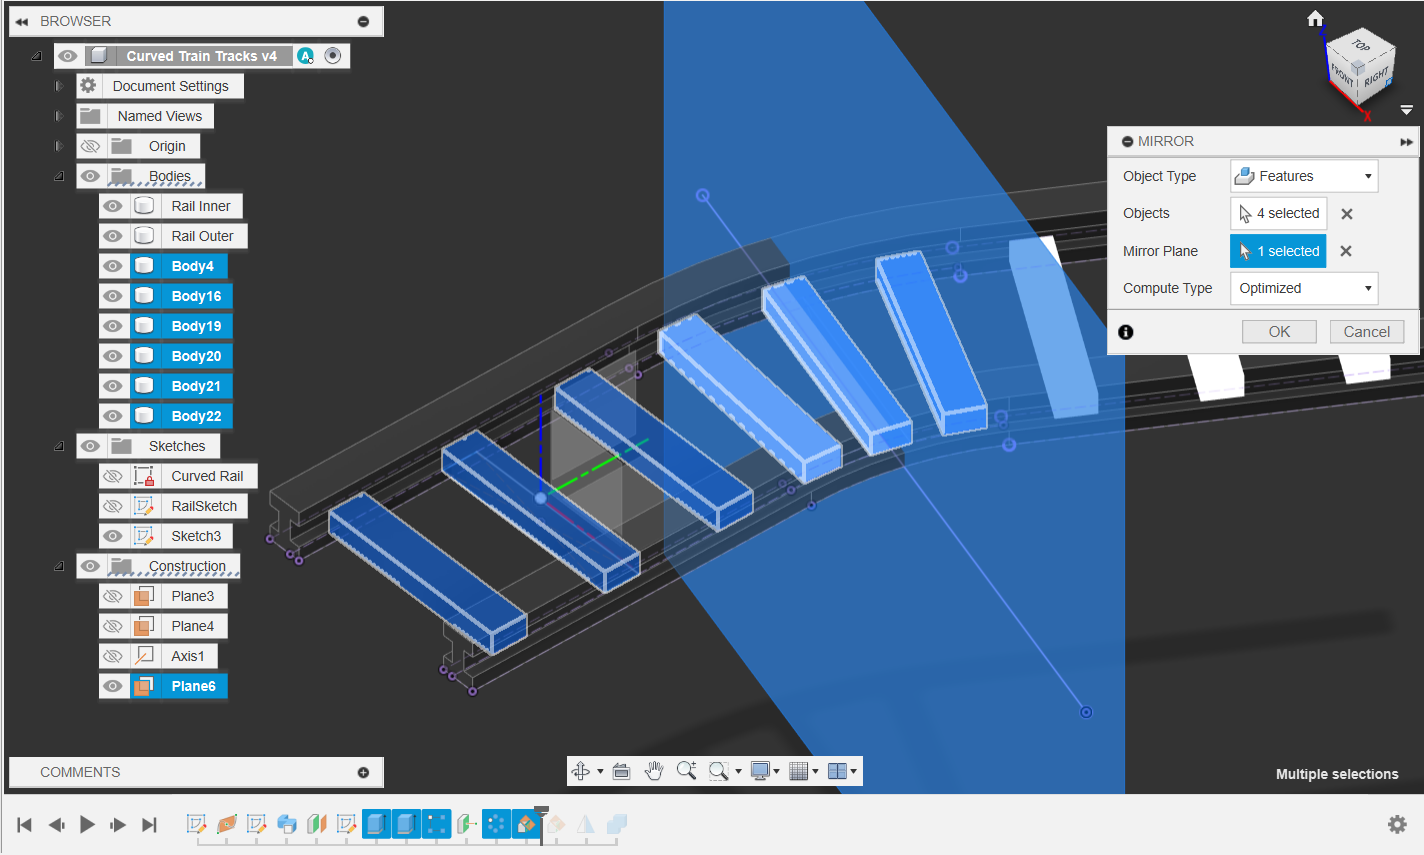 BROWSER
Curved Train Tracks v4
A
Document Settings
Named Views
Origin
Bodies
Rail Inner
Rail Outer
Body4
Body16
Body19
Body20
Body21
Body22
Sketches
Curved Rail
RailSketch
Sketch3
Construction
Plane3
Plane4
Axis1
Plane6
COMMENTS
Z
TOP
FRONT
RIGHT
X
MIRROR
Object Type
Features
Objects
4 selected
Mirror Plane
1 selected
Compute Type
Optimized
OK
Cancel
Multiple selections